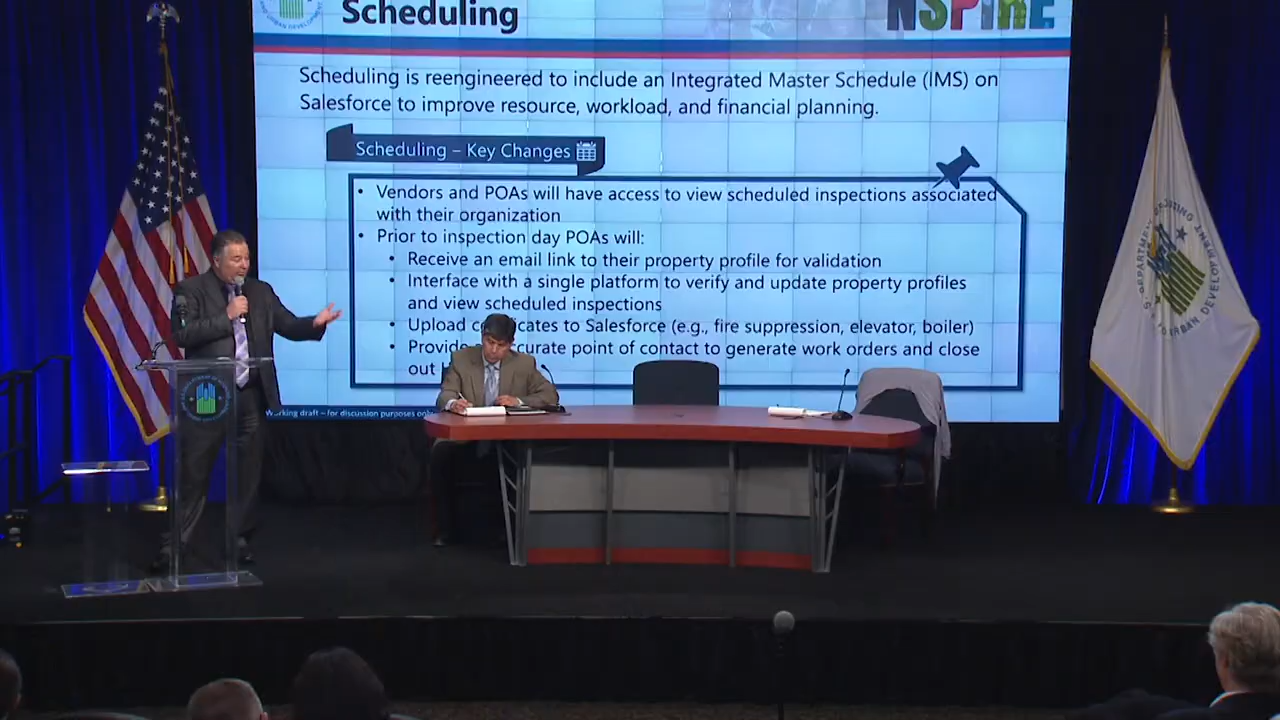 Scheduling
NSPIRE
Scheduling is reengineered to include an Integrated Master Schedule (IMS) on
Salesforce to improve resource, workload, and financial planning.
Scheduling – Key Changes
• Vendors and POAs will have access to view scheduled inspections associated
with their organization
• Prior to inspection day POAs will:
• Receive an email link to their property profile for validation
• Interface with a single platform to verify and update property profiles
and view scheduled inspections
• Upload certificates to Salesforce (e.g., fire suppression, elevator, boiler)
• Provide accurate point of contact to generate work orders and close
out
Working draft – for discussion purposes only
URBAN DEVELOPMENT